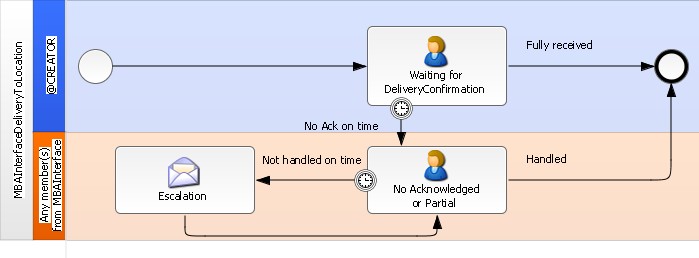 MBAInterfaceDeliveryToLocation
@CREATOR
Waiting for
DeliveryConfirmation
Fully received
No Ack on time
Any member(s)
from MBAInterface
Escalation
Not handled on time
No Acknowledged
or Partial
Handled